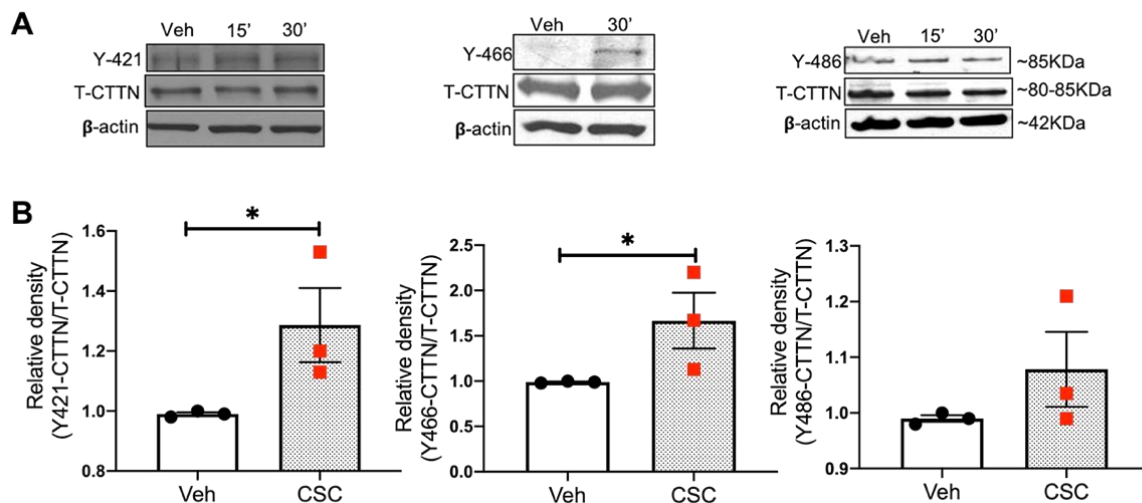 A
Veh 15' 30'
Y-421
T-CTTN
β-actin
Veh 30'
Y-466
T-CTTN
β-actin
Veh 15' 30'
Y-486 ~85KDa
T-CTTN ~80-85KDa
β-actin ~42KDa
B
Relative density
(Y421-CTTN/T-CTTN)
1.6
1.4
1.2
1.0
0.8
*
Veh CSC
Relative density
(Y466-CTTN/T-CTTN)
2.5
2.0
1.5
1.0
0.5
0.0
*
Veh CSC
Relative density
(Y486-CTTN/T-CTTN)
1.3
1.2
1.1
1.0
0.9
Veh CSC